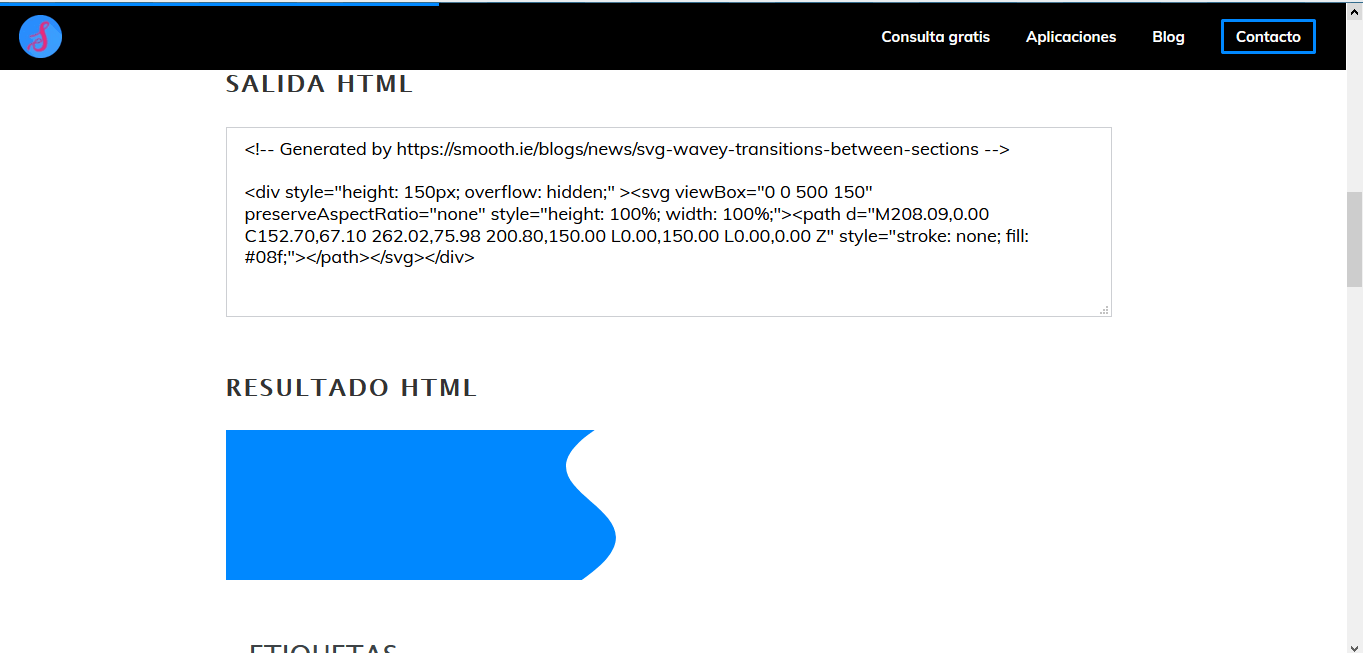 Consulta gratis Aplicaciones Blog Contacto
SALIDA HTML
<!-- Generated by https://smooth.ie/blogs/news/svg-wavey-transitions-between-sections -->
<div style="height: 150px; overflow: hidden;" ><svg viewBox="0 0 500 150"
preserveAspectRatio="none" style="height: 100%; width: 100%;"><path d="M208.09,0.00
C152.70,67.10 262.02,75.98 200.80,150.00 L0.00,150.00 L0.00,0.00 Z" style="stroke: none; fill:
#08f;"></path></svg></div>
RESULTADO HTML
ETIQUETAS